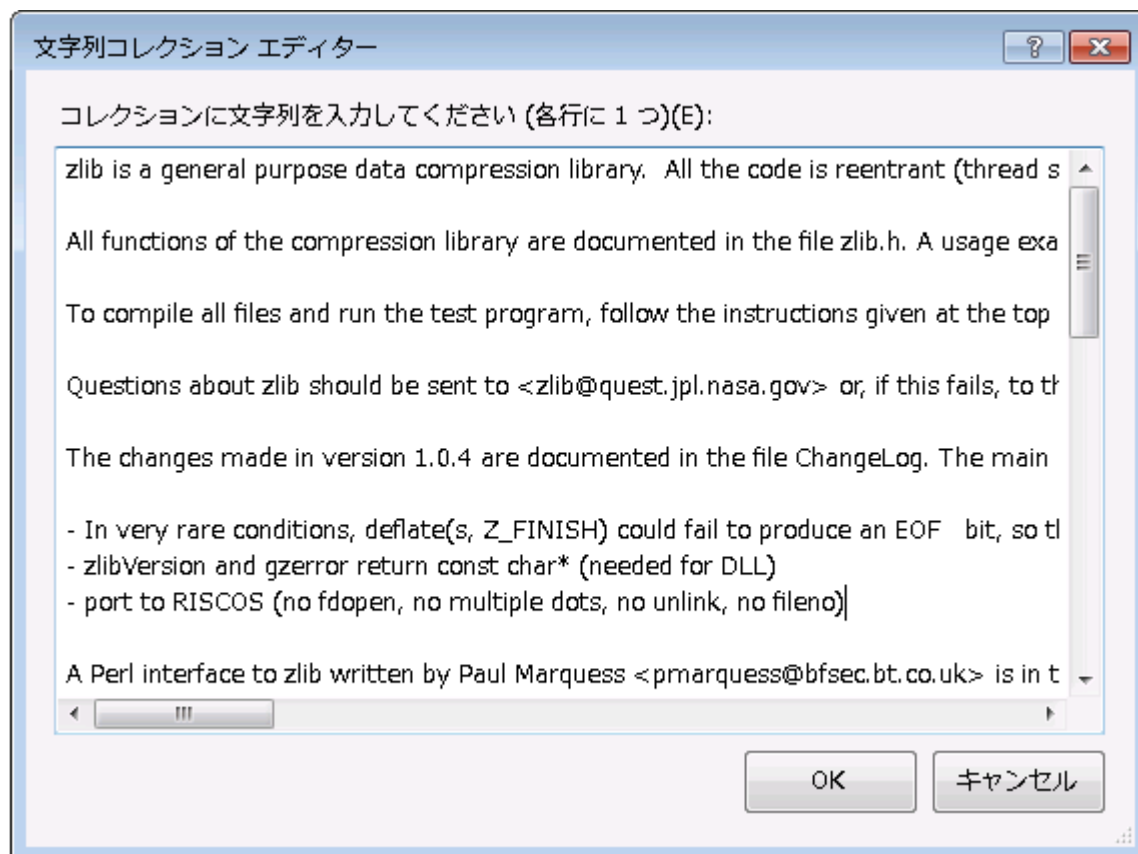 文字列コレクション エディター
コレクションに文字列を入力してください (各行に 1 つ)(E):
zlib is a general purpose data compression library.  All the code is reentrant (thread s
All functions of the compression library are documented in the file zlib.h. A usage exa
To compile all files and run the test program, follow the instructions given at the top
Questions about zlib should be sent to <zlib@quest.jpl.nasa.gov> or, if this fails, to th
The changes made in version 1.0.4 are documented in the file ChangeLog. The main
- In very rare conditions, deflate(s, Z_FINISH) could fail to produce an EOF   bit, so tl
- zlibVersion and gzerror return const char* (needed for DLL)
- port to RISCOS (no fdopen, no multiple dots, no unlink, no fileno)
A Perl interface to zlib written by Paul Marquess <pmarquess@bfsec.bt.co.uk> is in t
OK キャンセル